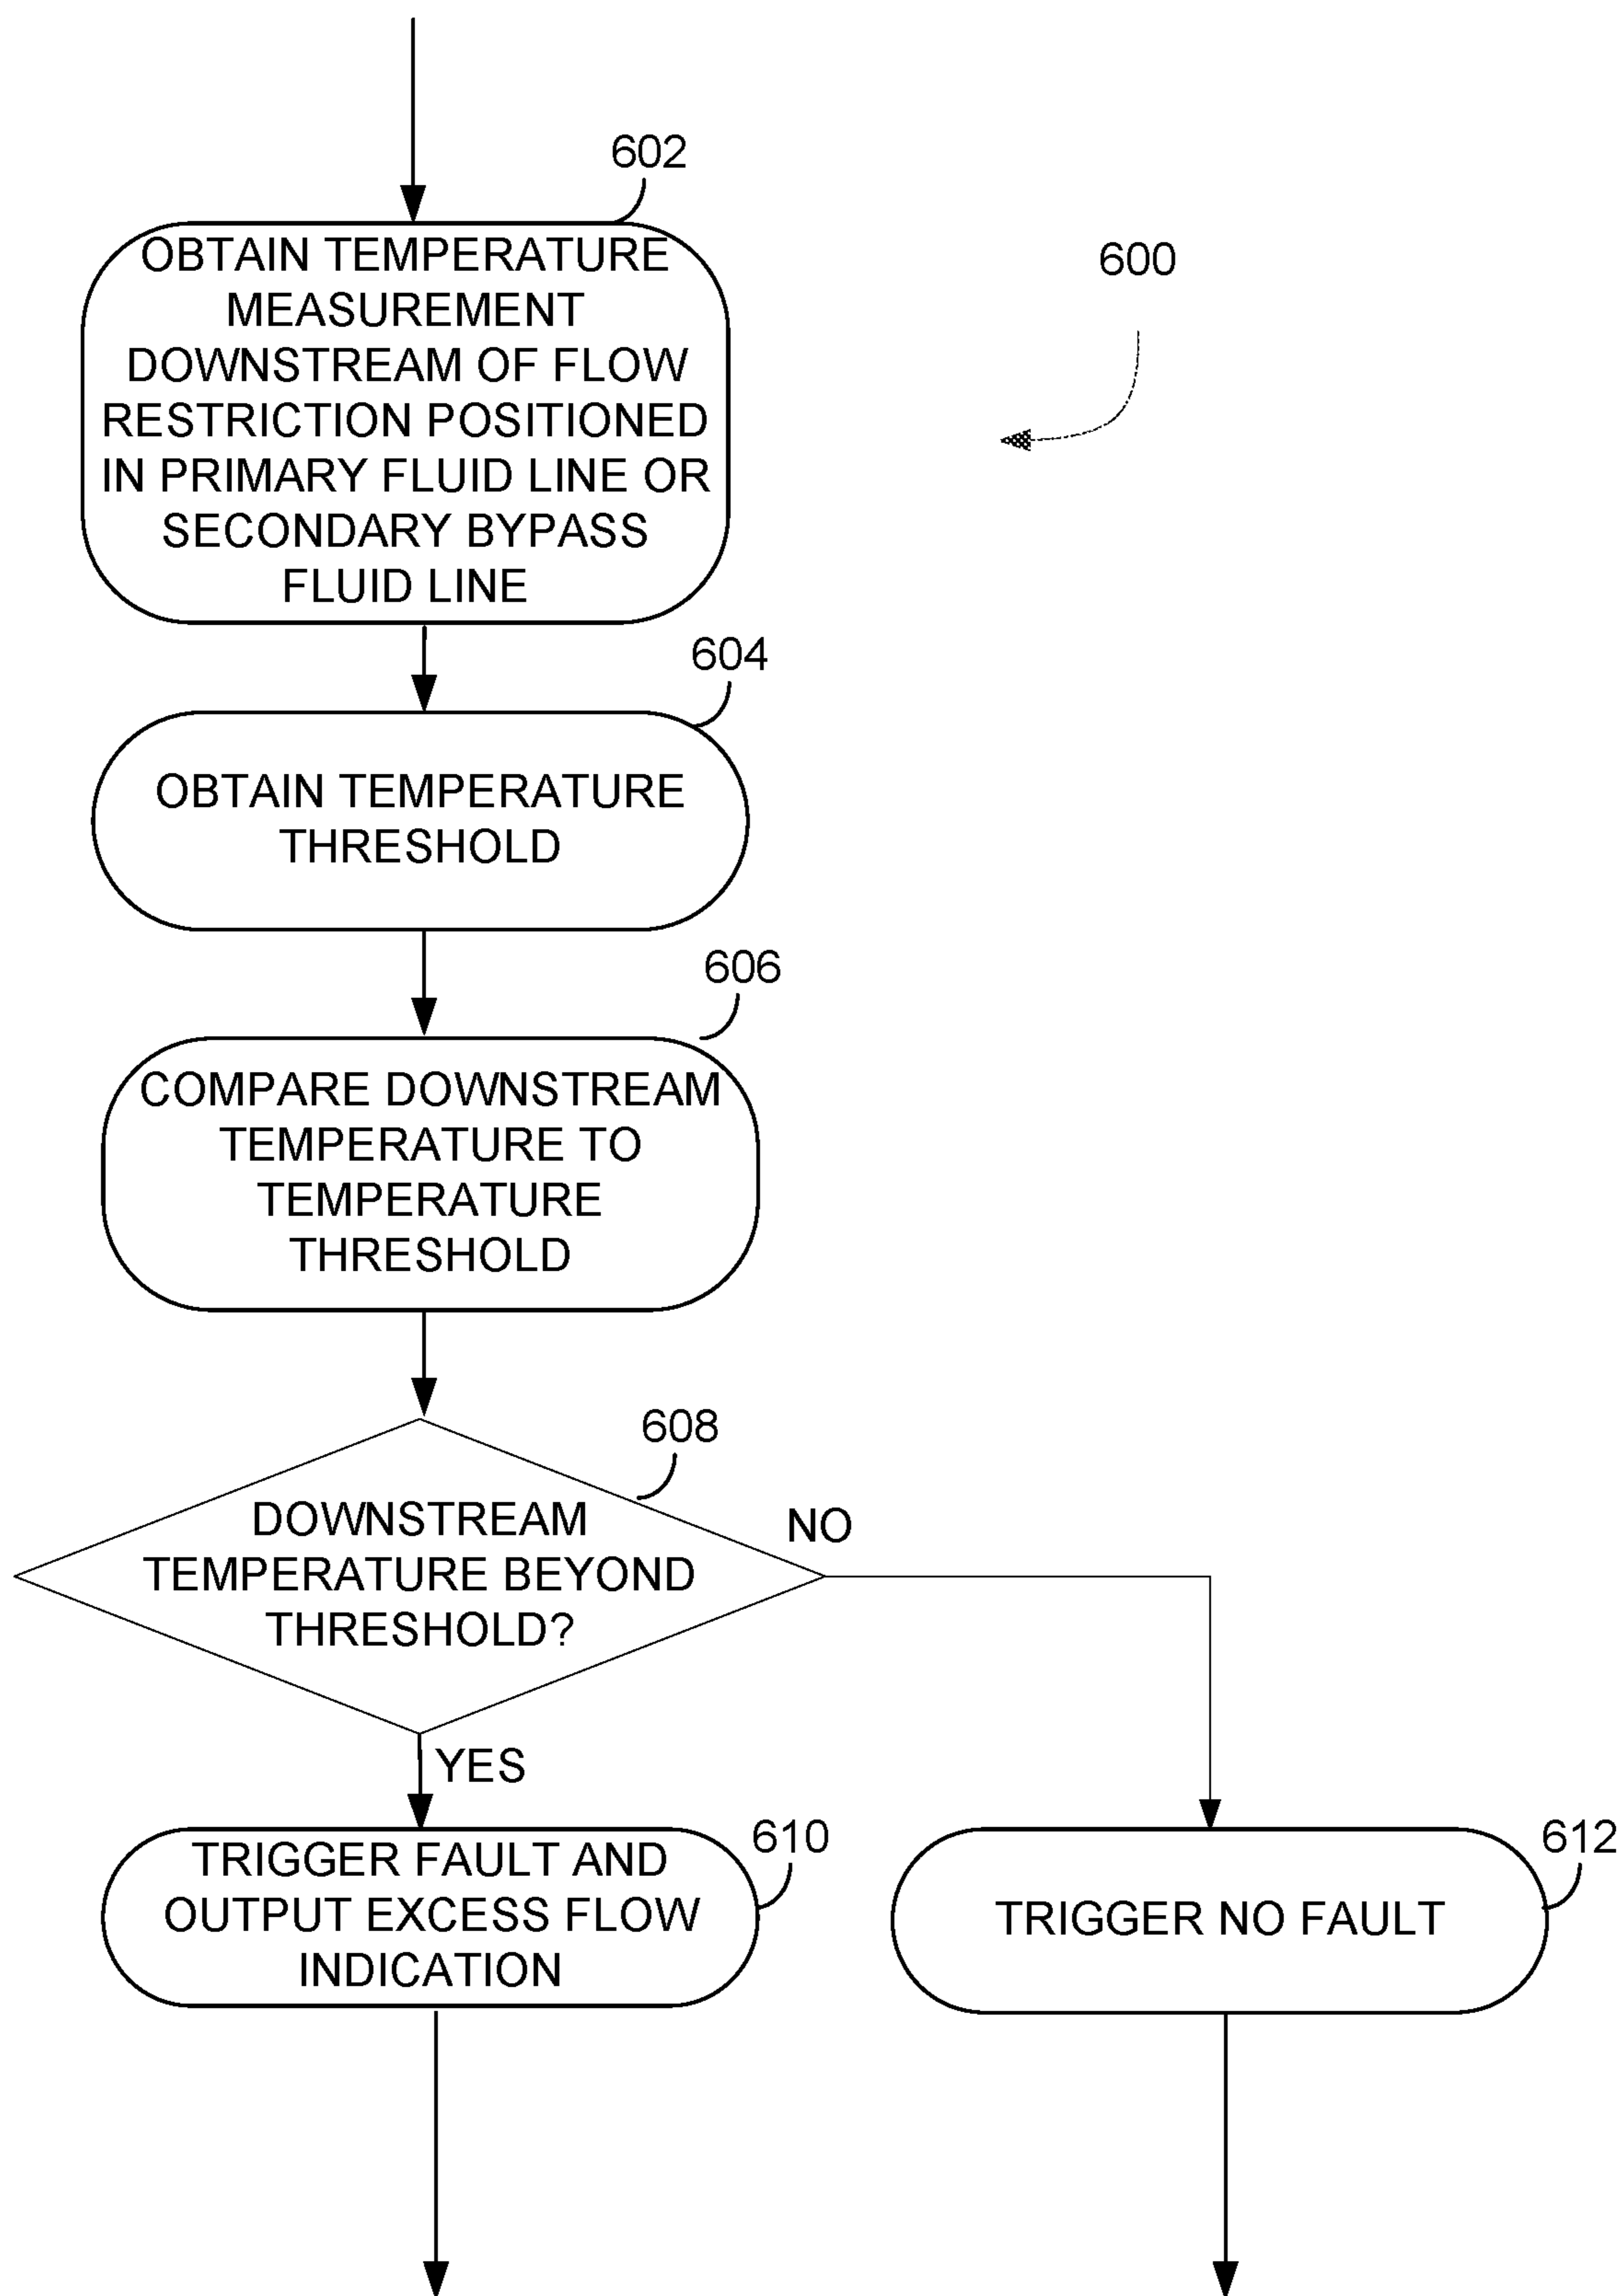 602
OBTAIN TEMPERATURE
MEASUREMENT
DOWNSTREAM OF FLOW
RESTRICTION POSITIONED
IN PRIMARY FLUID LINE OR
SECONDARY BYPASS
FLUID LINE
600
604
OBTAIN TEMPERATURE
THRESHOLD
606
COMPARE DOWNSTREAM
TEMPERATURE TO
TEMPERATURE
THRESHOLD
608
DOWNSTREAM
TEMPERATURE BEYOND
THRESHOLD?
NO
YES
610
TRIGGER FAULT AND
OUTPUT EXCESS FLOW
INDICATION
612
TRIGGER NO FAULT